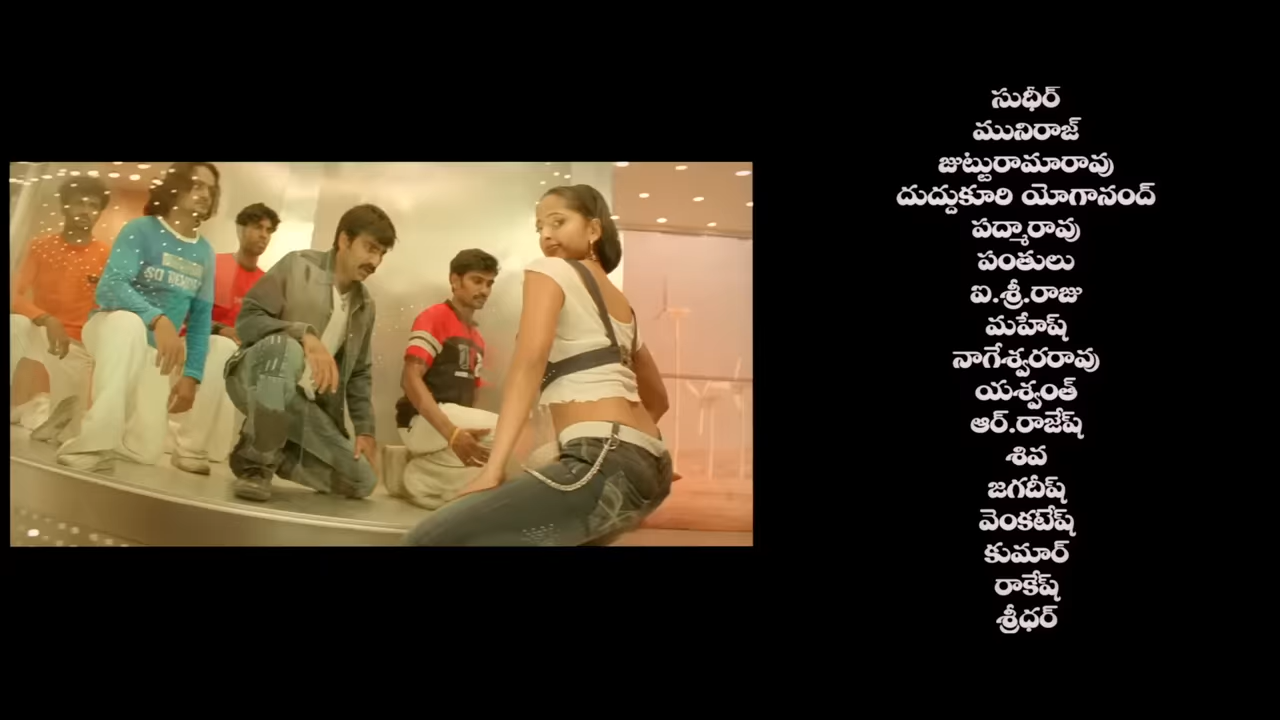 సుధీర్
మునిరాజ్
జుట్టురామారావు
దుద్దుకూరి యోగానంద్
పద్మారావు
పంతులు
ఐ.శ్రీ.రాజు
మహేష్
నాగేశ్వరరావు
యశ్వంత్
ఆర్.రాజేష్
శివ
జగదీష్
వెంకటేష్
కుమార్
రాకేష్
శ్రీధర్